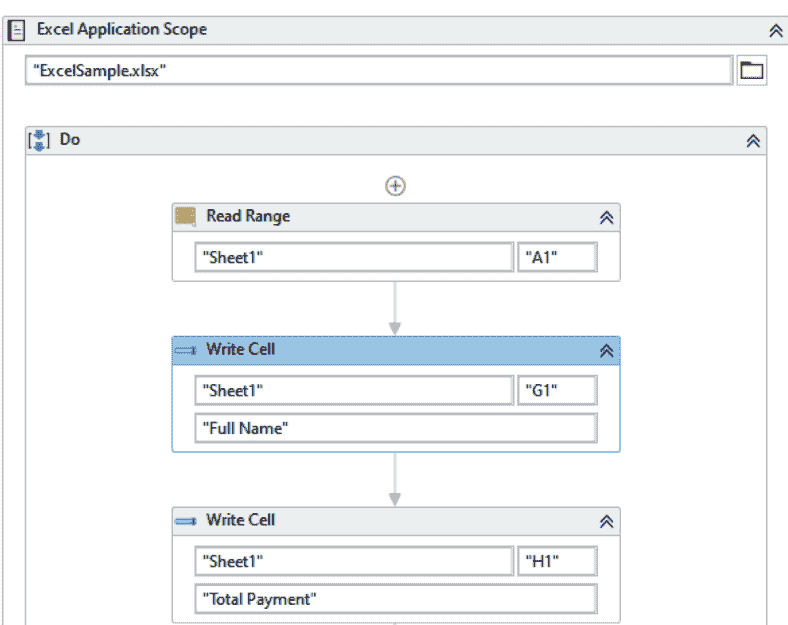 Excel Application Scope
"ExcelSample.xlsx"
Do
Read Range
"Sheet1" "A1"
Write Cell
"Sheet1" "G1"
"Full Name"
Write Cell
"Sheet1" "H1"
"Total Payment"